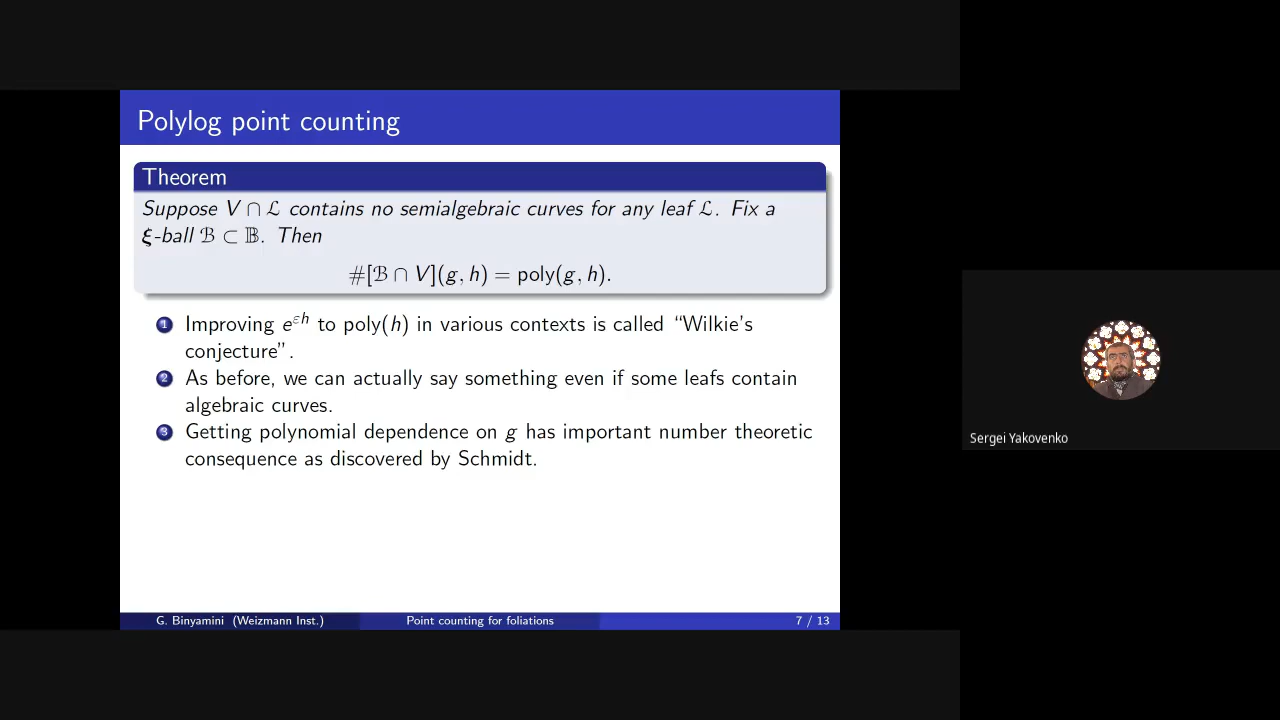 Polylog point counting
Theorem
Suppose V ∩ ℒ contains no semialgebraic curves for any leaf ℒ. Fix a
ξ-ball ℬ ⊂ 𝔹. Then
#[ℬ ∩ V](g, h) = poly(g, h).
1 Improving e^{εh} to poly(h) in various contexts is called “Wilkie’s
conjecture”.
2 As before, we can actually say something even if some leafs contain
algebraic curves.
3 Getting polynomial dependence on g has important number theoretic
consequence as discovered by Schmidt.
G. Binyamini (Weizmann Inst.) Point counting for foliations 7 / 13
Sergei Yakovenko